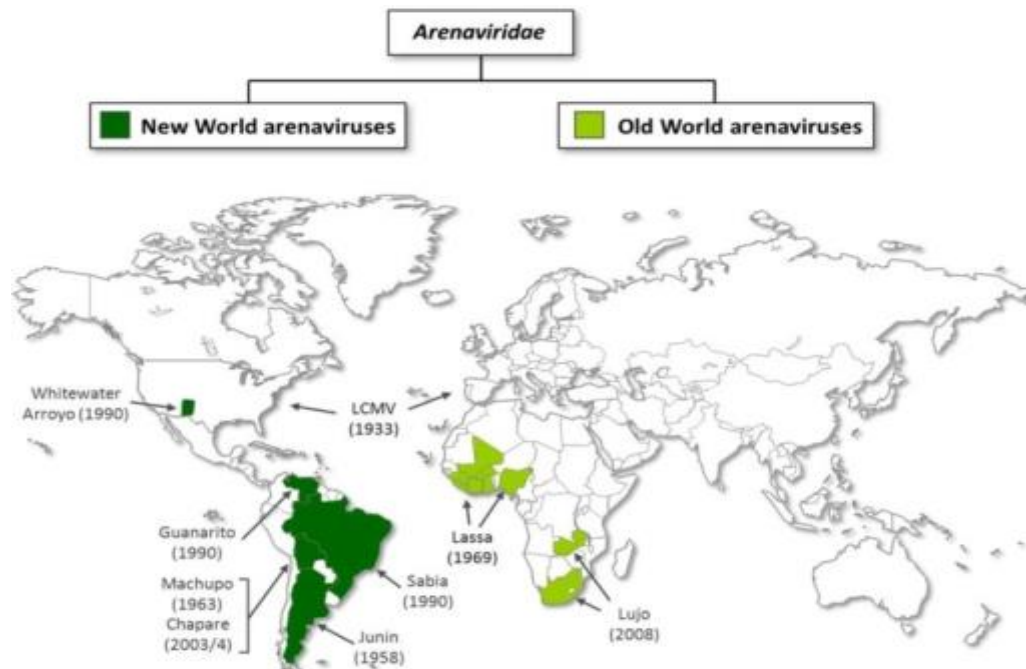 Arenaviridae
New World arenaviruses
Old World arenaviruses
Whitewater
Arroyo (1990)
LCMV
(1933)
Guanarito
(1990)
Machupo
(1963)
Chapare
(2003/4)
Sabia
(1990)
Junin
(1958)
Lassa
(1969)
Lujo
(2008)